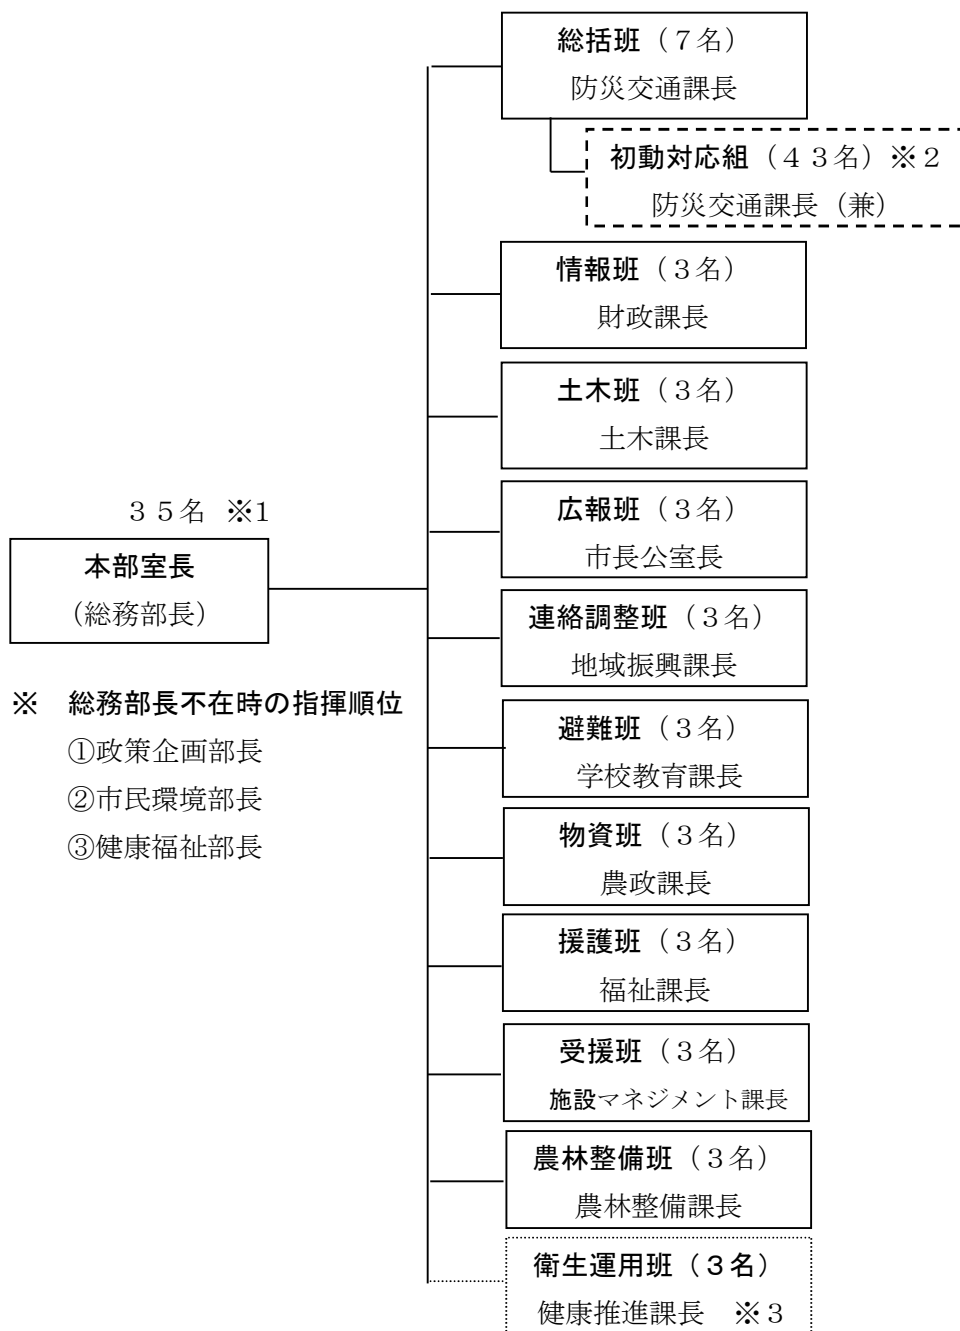 総括班（７名）
防災交通課長
初動対応組（４３名）※２
防災交通課長（兼）
情報班（３名）
財政課長
土木班（３名）
土木課長
広報班（３名）
市長公室長
連絡調整班（３名）
地域振興課長
避難班（３名）
学校教育課長
物資班（３名）
農政課長
援護班（３名）
福祉課長
受援班（３名）
施設マネジメント課長
農林整備班（３名）
農林整備課長
衛生運用班（３名）
健康推進課長　※３
３５名　※1
本部室長
（総務部長）
※　総務部長不在時の指揮順位
①政策企画部長
②市民環境部長
③健康福祉部長